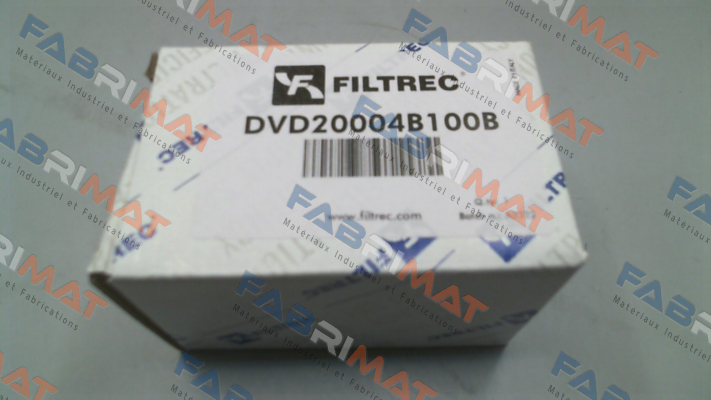 FILTREC
DVD20004B100B
www.filtrec.com
FABRIMAT
Materiaux Industriel et Fabrications